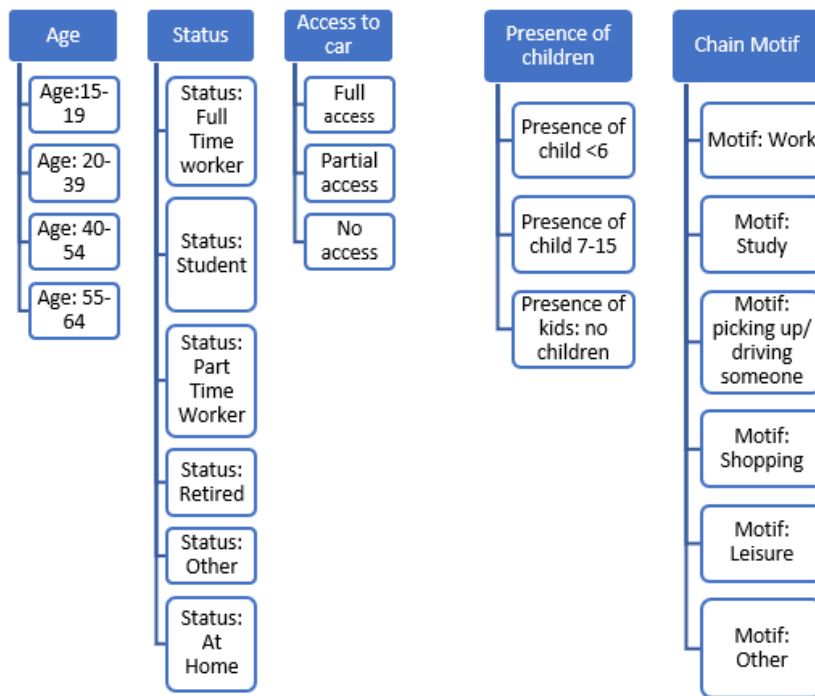 Age
Age:15-
19
Age: 20-
39
Age: 40-
54
Age: 55-
64
Status
Status:
Full
Time
worker
Status:
Student
Status:
Part
Time
Worker
Status:
Retired
Status:
Other
Status:
At
Home
Access to
car
Full
access
Partial
access
No
access
Presence of
children
Presence of
child <6
Presence of
child 7-15
Presence of
kids: no
children
Chain Motif
Motif: Work
Motif:
Study
Motif:
picking up/
driving
someone
Motif:
Shopping
Motif:
Leisure
Motif:
Other